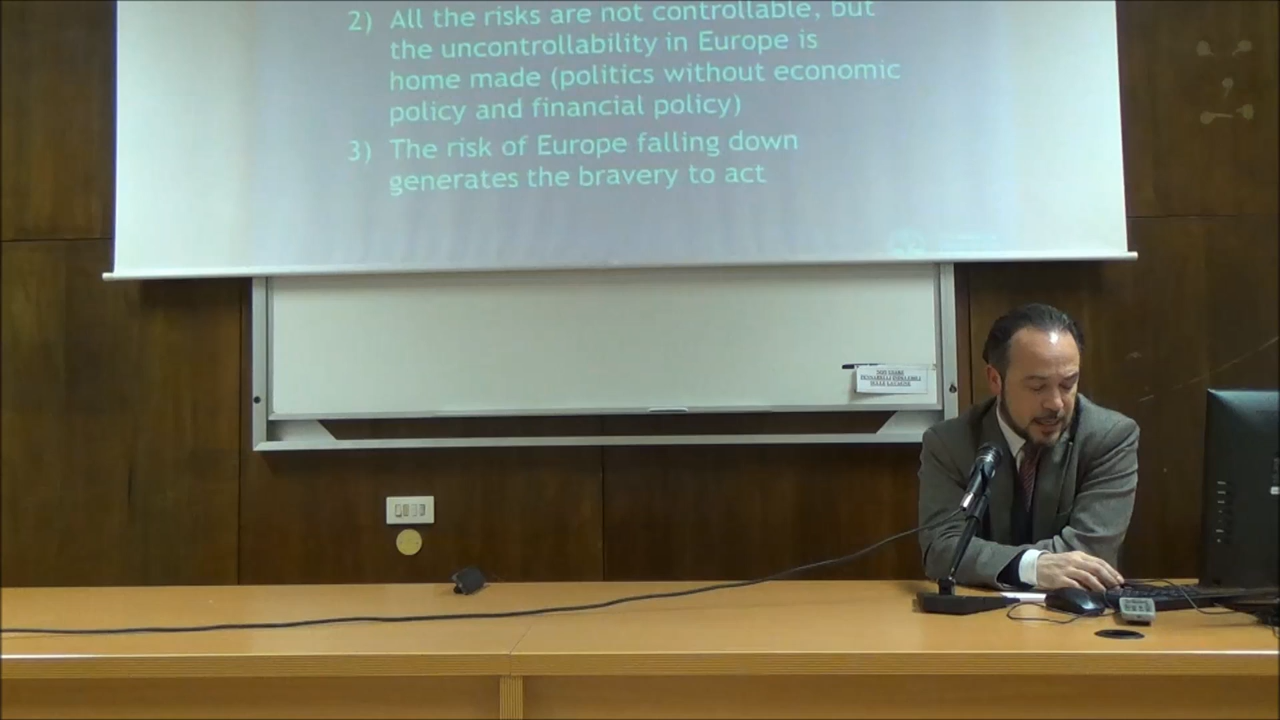 2) All the risks are not controllable, but
the uncontrollability in Europe is
home made (politics without economic
policy and financial policy)
3) The risk of Europe falling down
generates the bravery to act